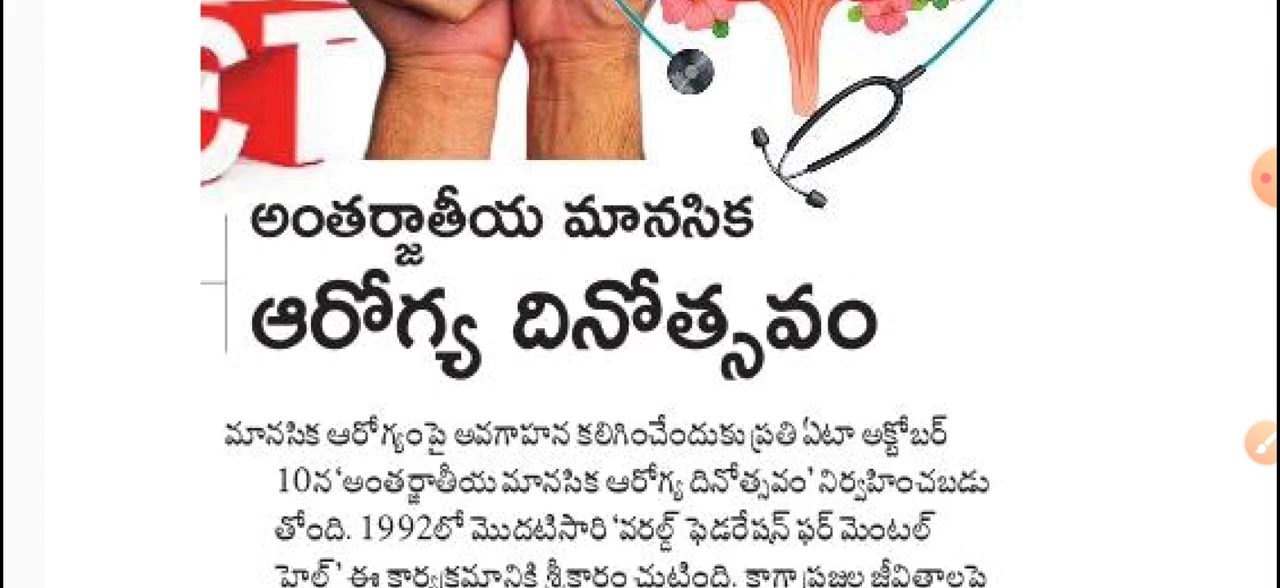 CT
అంతర్జాతీయ మానసిక
ఆరోగ్య దినోత్సవం
మానసిక ఆరోగ్యంపై అవగాహన కలిగించేందుకు ప్రతి ఏటా అక్టోబర్
10న 'అంతర్జాతీయ మానసిక ఆరోగ్య దినోత్సవం' నిర్వహించబడు
తోంది. 1992లో మొదటిసారి 'వరల్డ్ ఫెడరేషన్ ఫర్ మెంటల్
హెల్త్' ఈ కార్యక్రమానికి శ్రీకారం చుట్టింది. కాగా ప్రజల జీవితాలపై